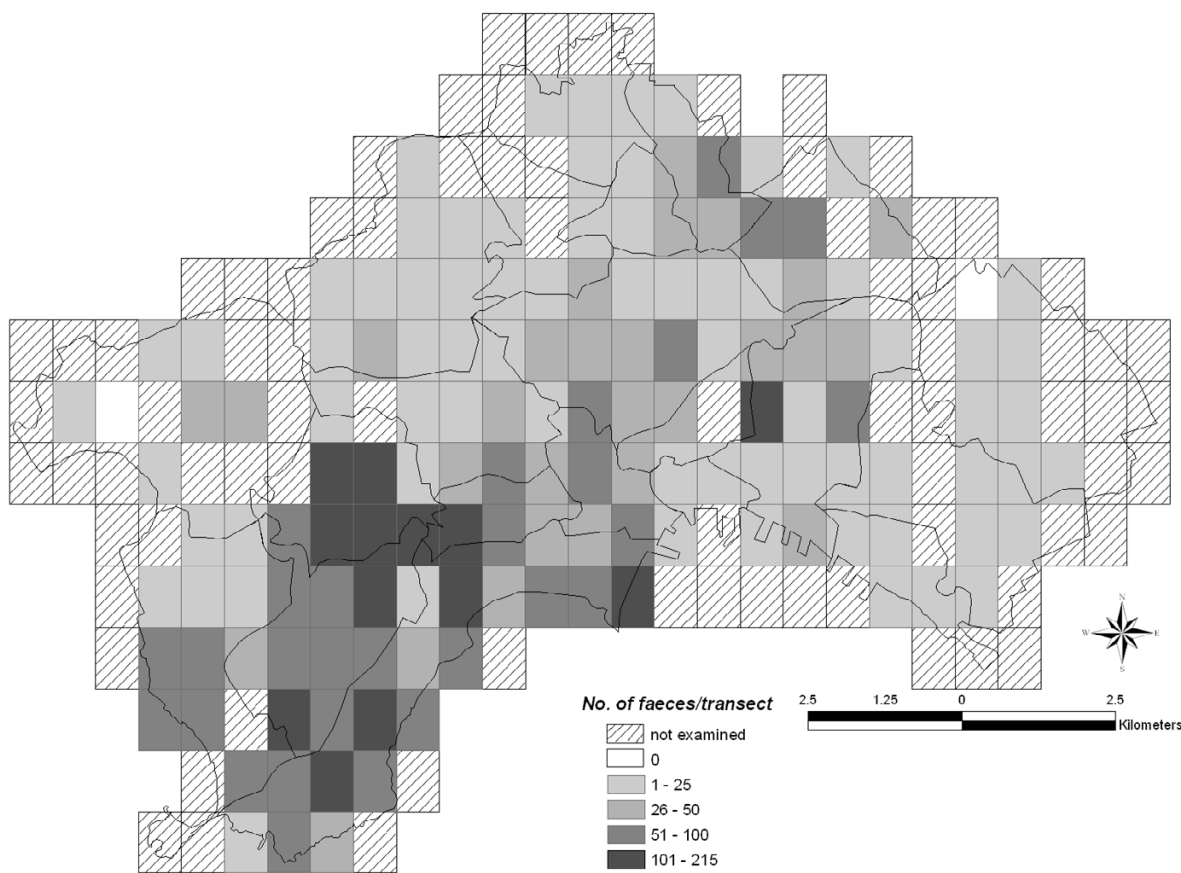 N
W E
S
No. of faeces/transect
not examined
0
1 - 25
26 - 50
51 - 100
101 - 215
2.5 1.25 0 2.5
Kilometers